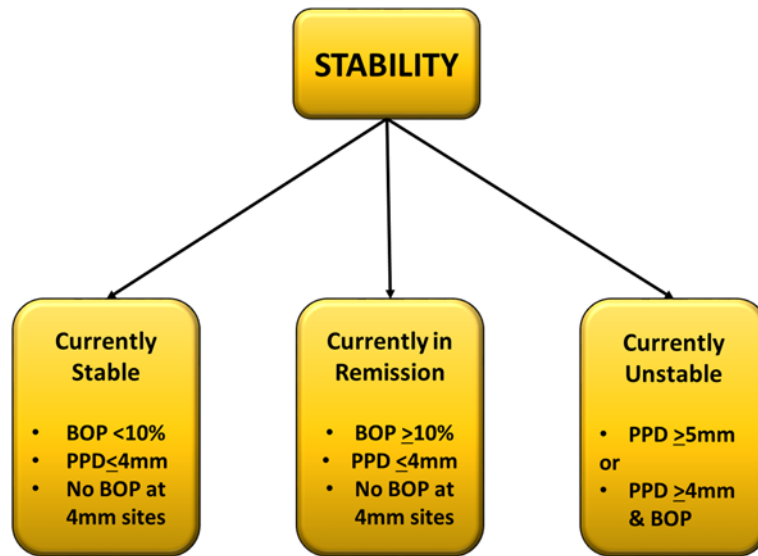 STABILITY
Currently
Stable
• BOP <10%
• PPD≤4mm
• No BOP at
4mm sites
Currently in
Remission
• BOP ≥10%
• PPD ≤4mm
• No BOP at
4mm sites
Currently
Unstable
• PPD ≥5mm
or
• PPD ≥4mm
& BOP